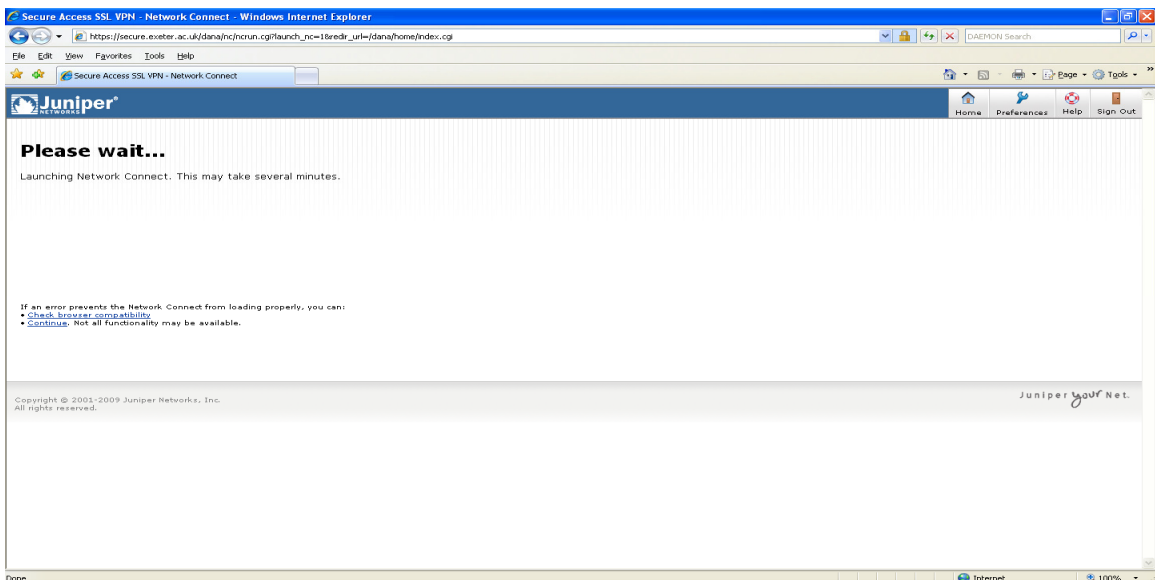 Secure Access SSL VPN - Network Connect - Windows Internet Explorer
https://secure.exeter.ac.uk/dana/nc/ncrun.cgi?launch_nc=1&redir_url=/dana/home/index.cgi
DAEMON Search
File Edit View Favorites Tools Help
Secure Access SSL VPN - Network Connect
Page Tools »
Juniper®
NETWORKS
Home Preferences Help Sign Out
Please wait...
Launching Network Connect. This may take several minutes.
If an error prevents the Network Connect from loading properly, you can:
• Check browser compatibility
• Continue. Not all functionality may be available.
Copyright © 2001-2009 Juniper Networks, Inc.
All rights reserved.
Juniper your Net.
Done
Internet
100%